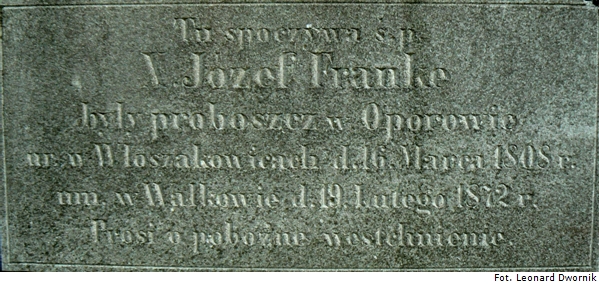 Tu spoczywa ś.p.
X. Józef Franke
były proboszcz w Oporowie
ur. w Włoszakowicach d. 16. Marca 1808 r.
um. w Wałkowie d. 19. Lutego 1872 r.
Prosi o pobożne westchnienie.
Fot. Leonard Dwornik